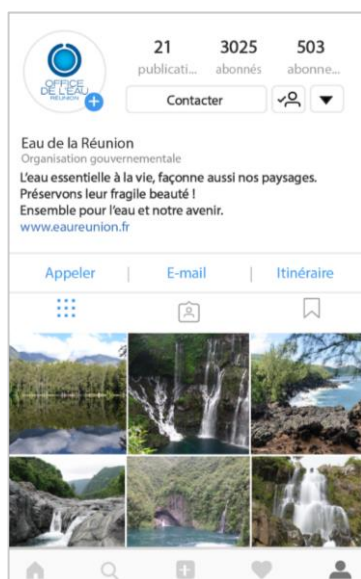 21 3025 503
publicati... abonnés abonne...
OFFICE
DE L'EAU
RÉUNION
Contacter
Eau de la Réunion
Organisation gouvernementale
L'eau essentielle à la vie, façonne aussi nos paysages.
Préservons leur fragile beauté !
Ensemble pour l'eau et notre avenir.
www.eaureunion.fr
Appeler | E-mail | Itinéraire